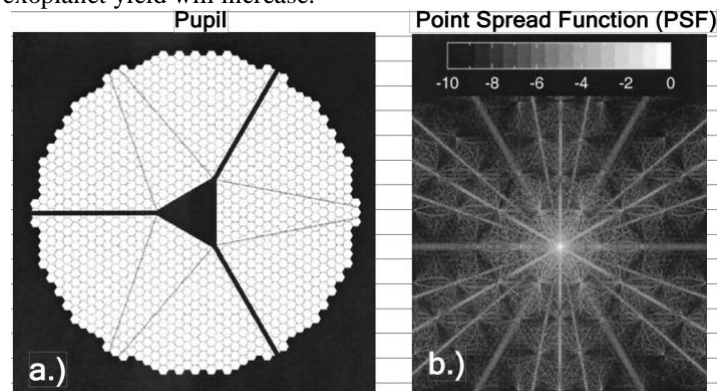 exoplanet yield will increase.
Pupil
Point Spread Function (PSF)
-10 -8 -6 -4 -2 0
a.)
b.)